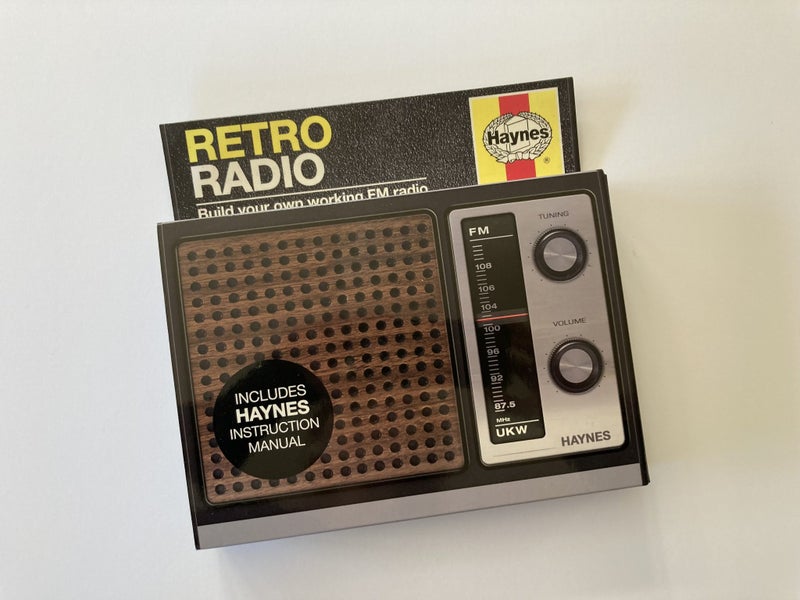 RETRO
RADIO
Build your own working FM radio
Haynes
®
FM
108
106
104
100
96
92
87.5
MHz
UKW
TUNING
VOLUME
HAYNES
INCLUDES
HAYNES
INSTRUCTION
MANUAL